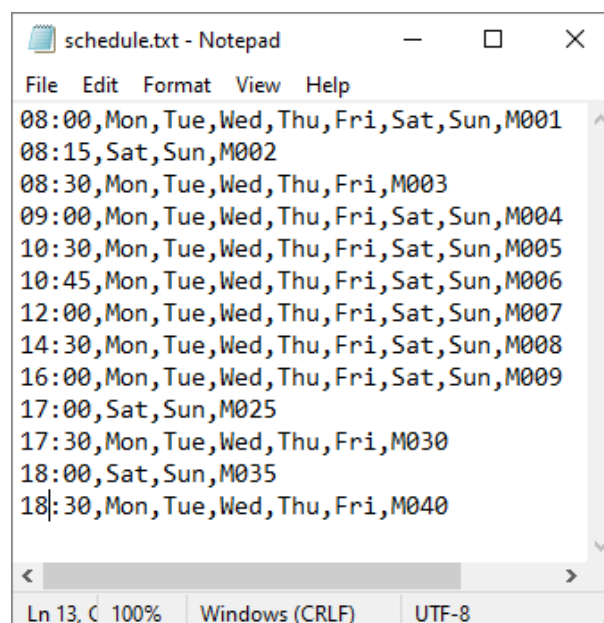 schedule.txt - Notepad
File Edit Format View Help
08:00,Mon,Tue,Wed,Thu,Fri,Sat,Sun,M001
08:15,Sat,Sun,M002
08:30,Mon,Tue,Wed,Thu,Fri,M003
09:00,Mon,Tue,Wed,Thu,Fri,Sat,Sun,M004
10:30,Mon,Tue,Wed,Thu,Fri,Sat,Sun,M005
10:45,Mon,Tue,Wed,Thu,Fri,Sat,Sun,M006
12:00,Mon,Tue,Wed,Thu,Fri,Sat,Sun,M007
14:30,Mon,Tue,Wed,Thu,Fri,Sat,Sun,M008
16:00,Mon,Tue,Wed,Thu,Fri,Sat,Sun,M009
17:00,Sat,Sun,M025
17:30,Mon,Tue,Wed,Thu,Fri,M030
18:00,Sat,Sun,M035
18:30,Mon,Tue,Wed,Thu,Fri,M040
Ln 13, C 100% Windows (CRLF) UTF-8